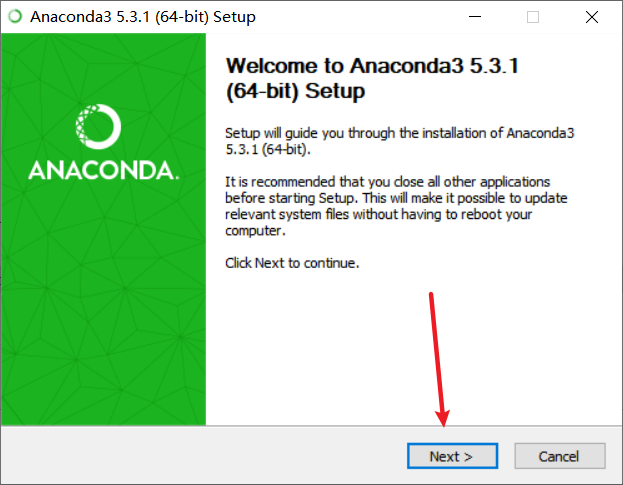 Anaconda3 5.3.1 (64-bit) Setup
Welcome to Anaconda3 5.3.1
(64-bit) Setup
ANACONDA.
Setup will guide you through the installation of Anaconda3
5.3.1 (64-bit).
It is recommended that you close all other applications
before starting Setup. This will make it possible to update
relevant system files without having to reboot your
computer.
Click Next to continue.
Next >
Cancel